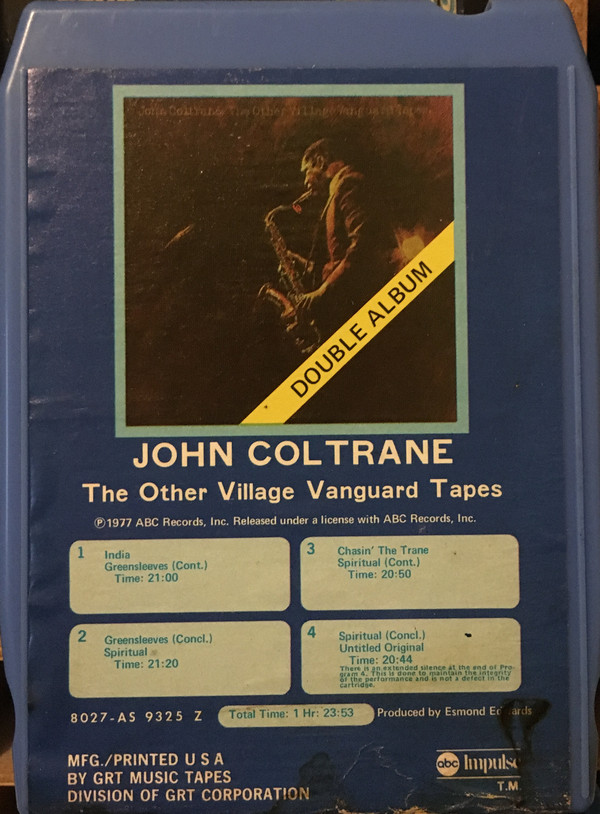 John Coltrane The Other Village Vanguard Tapes
DOUBLE ALBUM
JOHN COLTRANE
The Other Village Vanguard Tapes
Ⓟ1977 ABC Records, Inc. Released under a license with ABC Records, Inc.
1 India
Greensleeves (Cont.)
Time: 21:00
2 Greensleeves (Concl.)
Spiritual
Time: 21:20
3 Chasin' The Trane
Spiritual (Cont.)
Time: 20:50
4 Spiritual (Concl.)
Untitled Original
Time: 20:44
There is an extended silence at the end of Pro-
gram 4. This is done to maintain the integrity
of the performance and is not a defect in the
cartridge.
8027-AS 9325 Z
Total Time: 1 Hr: 23:53
Produced by Esmond Edwards
MFG./PRINTED U S A
BY GRT MUSIC TAPES
DIVISION OF GRT CORPORATION
abc Impulse
T.M.